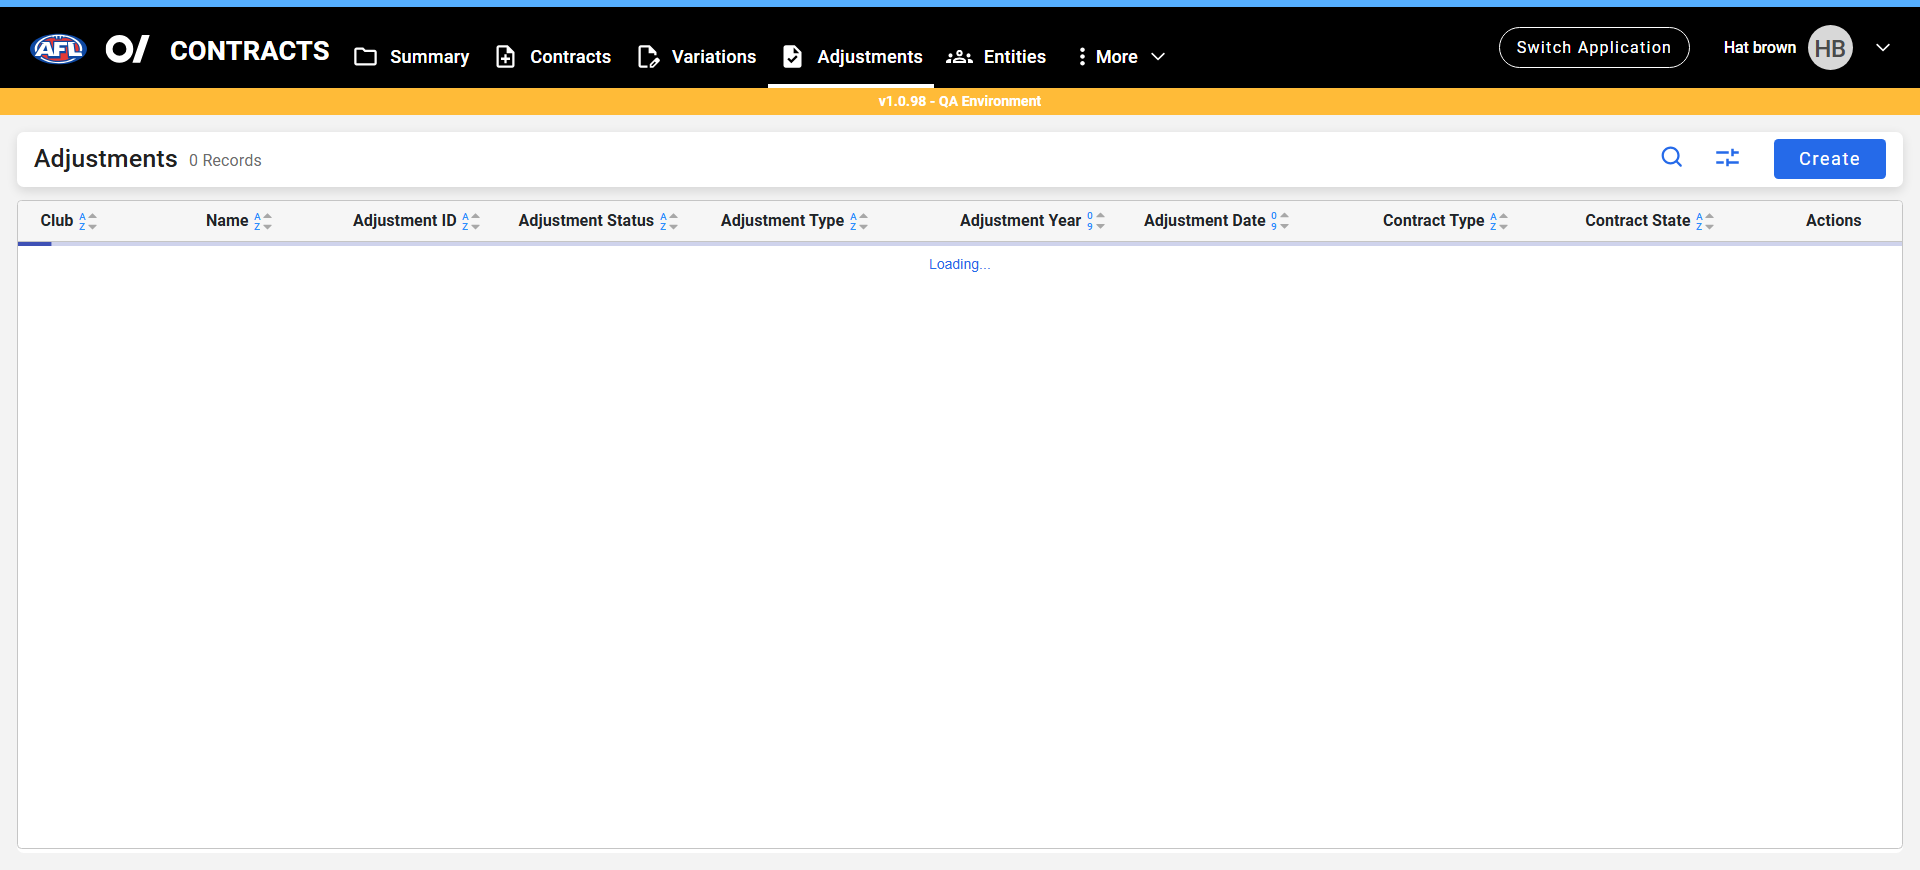 AFL O/ CONTRACTS Summary Contracts Variations Adjustments Entities More Switch Application Hat brown HB
v1.0.98 - QA Environment
Adjustments 0 Records Create
Club Name Adjustment ID Adjustment Status Adjustment Type Adjustment Year Adjustment Date Contract Type Contract State Actions
Loading...